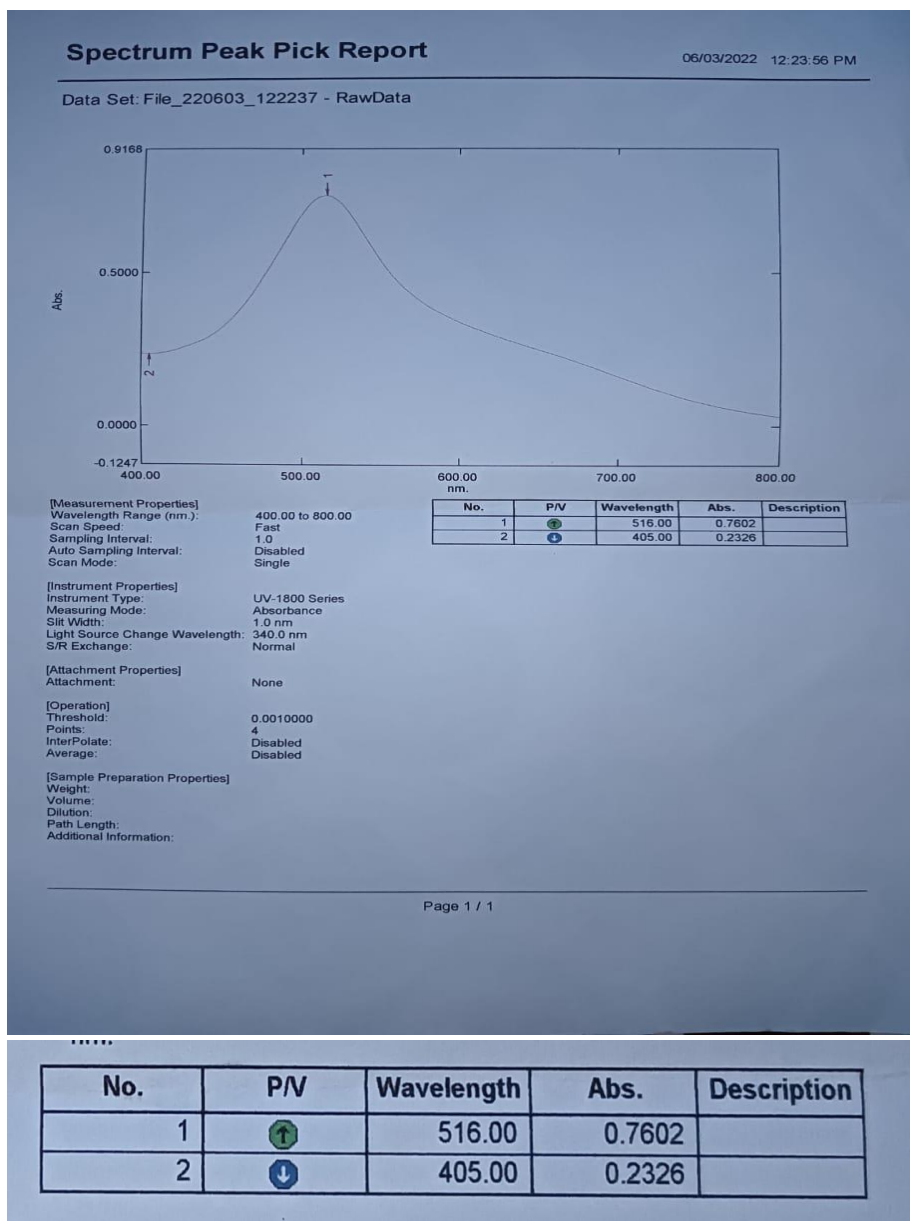 Spectrum Peak Pick Report
06/03/2022 12:23:56 PM
Data Set: File_220603_122237 - RawData
0.9168
1
0.5000
Abs.
2
0.0000
-0.1247
400.00 500.00 600.00 700.00 800.00
nm.
[Measurement Properties]
Wavelength Range (nm.): 400.00 to 800.00
Scan Speed: Fast
Sampling Interval: 1.0
Auto Sampling Interval: Disabled
Scan Mode: Single
No. P/V Wavelength Abs. Description
1 516.00 0.7602
2 405.00 0.2326
[Instrument Properties]
Instrument Type: UV-1800 Series
Measuring Mode: Absorbance
Slit Width: 1.0 nm
Light Source Change Wavelength: 340.0 nm
S/R Exchange: Normal
[Attachment Properties]
Attachment: None
[Operation]
Threshold: 0.0010000
Points: 4
InterPolate: Disabled
Average: Disabled
[Sample Preparation Properties]
Weight:
Volume:
Dilution:
Path Length:
Additional Information:
Page 1 / 1
No. P/V Wavelength Abs. Description
1 516.00 0.7602
2 405.00 0.2326